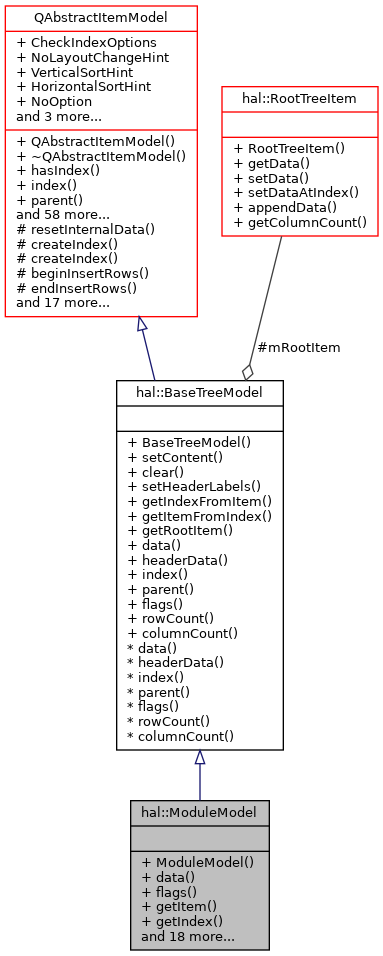 QAbstractItemModel
+ CheckIndexOptions
+ NoLayoutChangeHint
+ VerticalSortHint
+ HorizontalSortHint
+ NoOption
and 3 more...
+ QAbstractItemModel()
+ ~QAbstractItemModel()
+ hasIndex()
+ index()
+ parent()
and 58 more...
# resetInternalData()
# createIndex()
# createIndex()
# beginInsertRows()
# endInsertRows()
and 17 more...
hal::RootTreeItem
+ RootTreeItem()
+ getData()
+ setData()
+ setDataAtIndex()
+ appendData()
+ getColumnCount()
#mRootItem
hal::BaseTreeModel
+ BaseTreeModel()
+ setContent()
+ clear()
+ setHeaderLabels()
+ getIndexFromItem()
+ getItemFromIndex()
+ getRootItem()
+ data()
+ headerData()
+ index()
+ parent()
+ flags()
+ rowCount()
+ columnCount()
* data()
* headerData()
* index()
* parent()
* flags()
* rowCount()
* columnCount()
hal::ModuleModel
+ ModuleModel()
+ data()
+ flags()
+ getItem()
+ getIndex()
and 18 more...